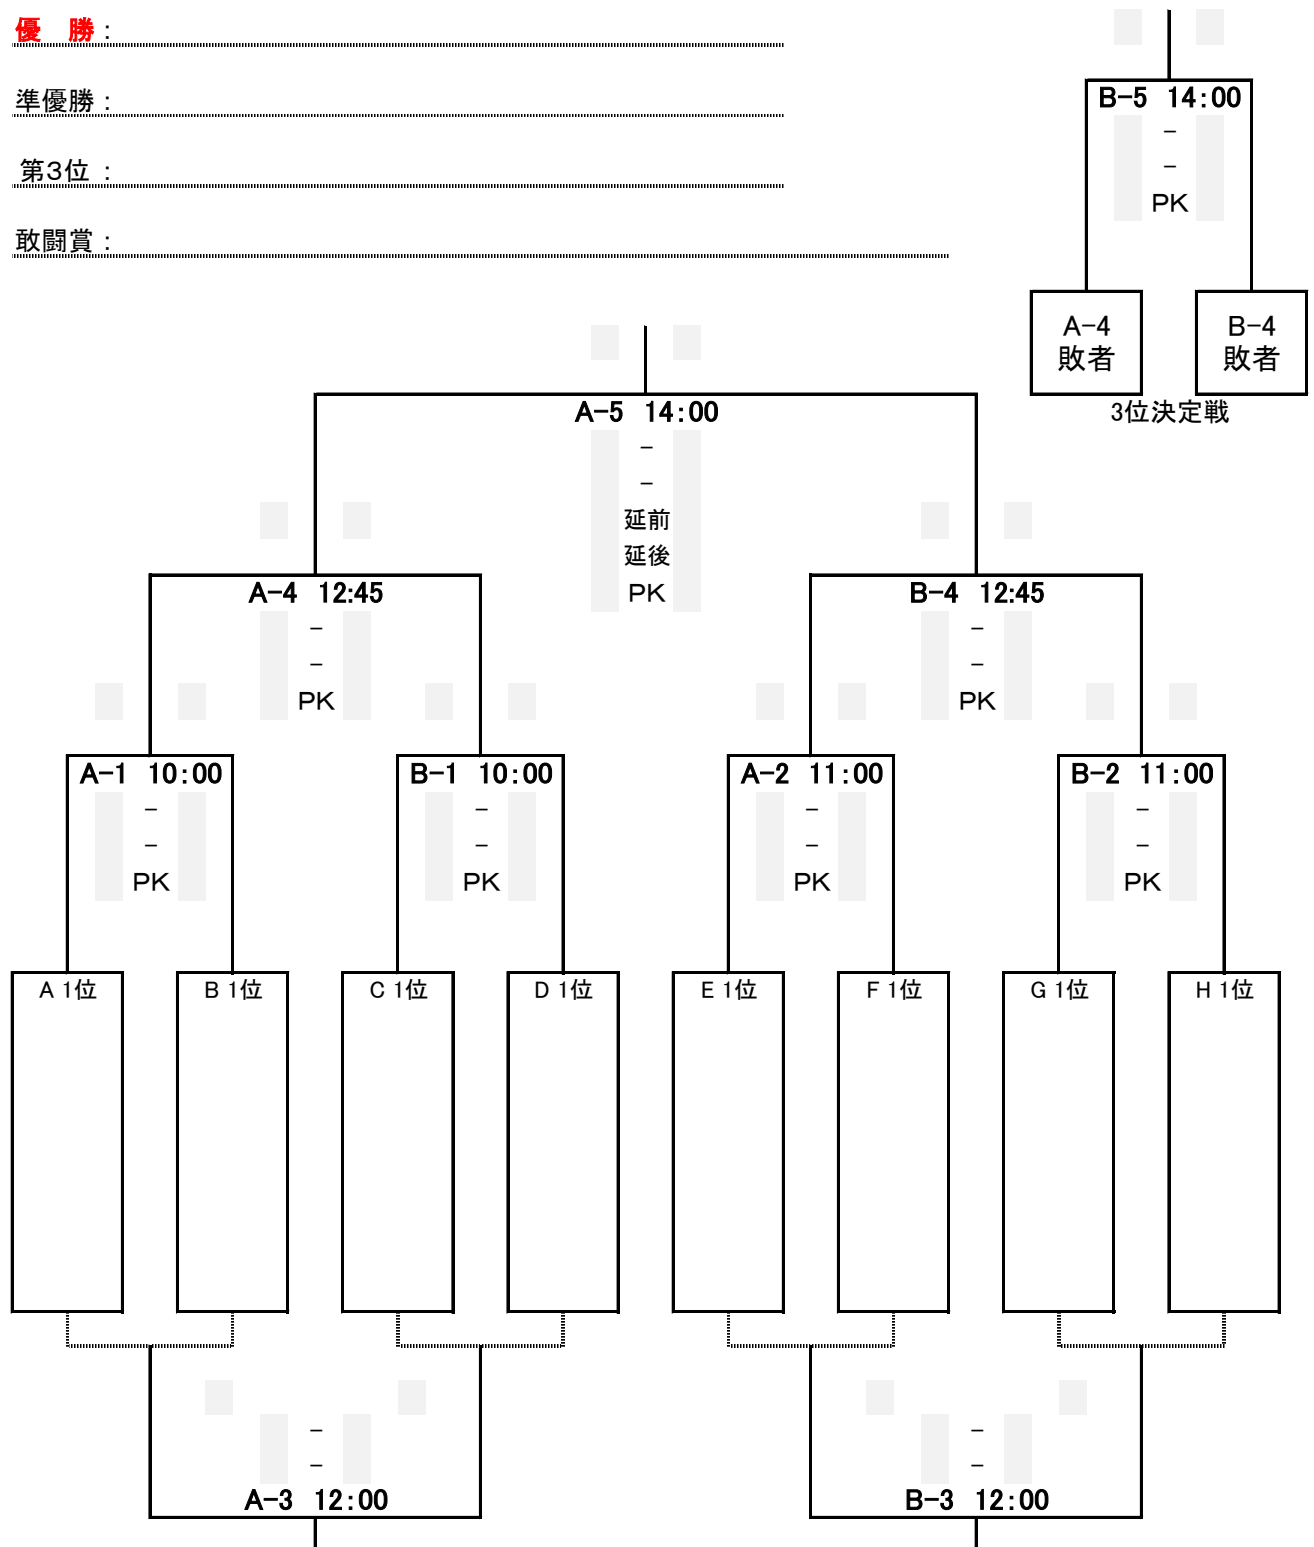 優　勝：
準優勝：
第3位：
敢闘賞：
B-5　14:00
-
-
PK
A-4
敗者
B-4
敗者
3位決定戦
A-5　14:00
-
-
延前
延後
PK
A-4　12:45
-
-
PK
B-4　12:45
-
-
PK
A-1　10:00
-
-
PK
B-1　10:00
-
-
PK
A-2　11:00
-
-
PK
B-2　11:00
-
-
PK
A 1位
B 1位
C 1位
D 1位
E 1位
F 1位
G 1位
H 1位
-
-
A-3　12:00
-
-
B-3　12:00